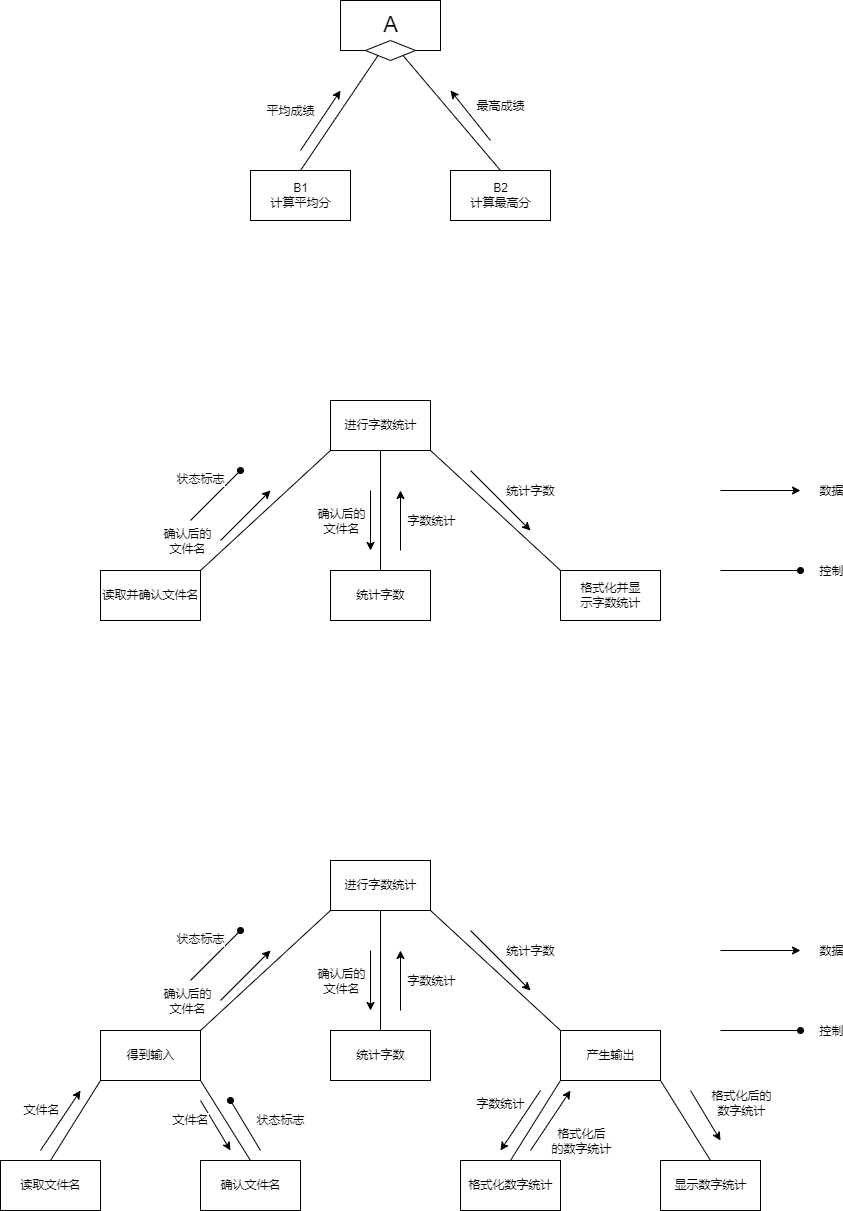 A
平均成绩
最高成绩
B1
计算平均分
B2
计算最高分
进行字数统计
状态标志
确认后的
文件名
确认后的
文件名
字数统计
统计字数
数据
控制
读取并确认文件名
统计字数
格式化并显
示字数统计
进行字数统计
状态标志
确认后的
文件名
确认后的
文件名
字数统计
统计字数
数据
控制
得到输入
统计字数
产生输出
文件名
文件名
状态标志
字数统计
格式化后
的数字统计
格式化后的
数字统计
读取文件名
确认文件名
格式化数字统计
显示数字统计